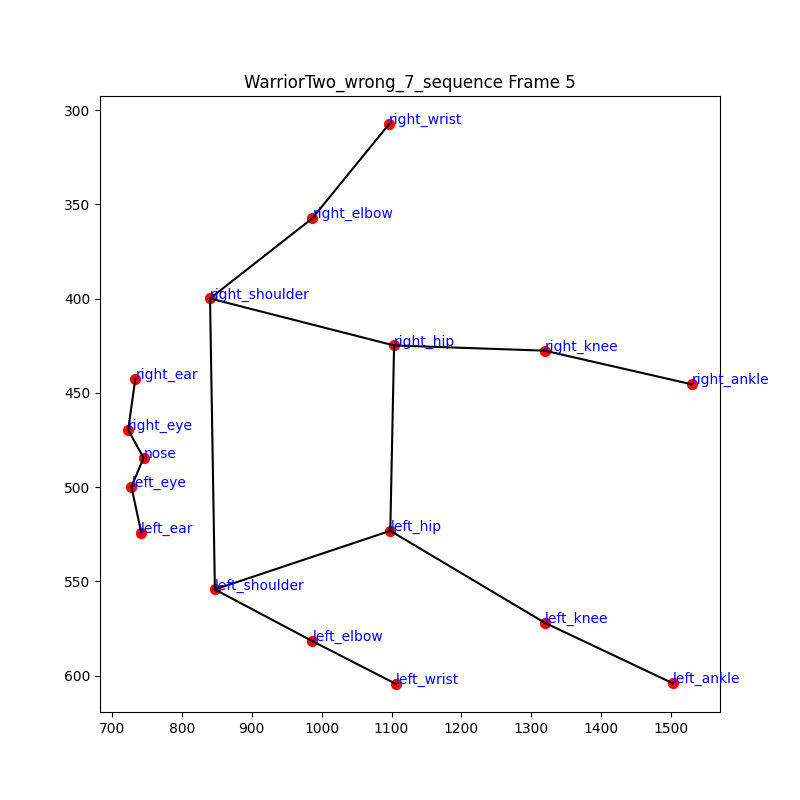 WarriorTwo_wrong_7_sequence Frame 5
300
right_wrist
350
right_elbow
400
right_shoulder
right_hip
right_knee
right_ear
right_ankle
450
right_eye
nose
500
left_eye
left_ear
left_hip
550
left_shoulder
left_knee
left_elbow
600
left_wrist
left_ankle
700 800 900 1000 1100 1200 1300 1400 1500